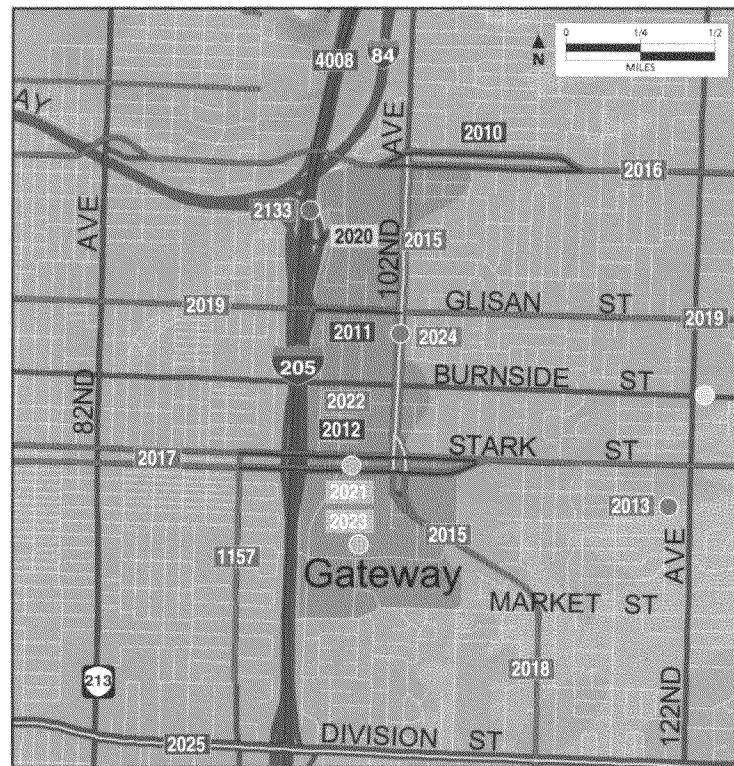 0 1/4 1/2
N
MILES
4008
84
AVE
2010
AY
2016
2133
AVE
2020
102ND
2015
GLISAN ST
2019
2019
2011
2024
205
BURNSIDE ST
82ND
2022
2012
STARK ST
2017
2021
2013
2023
2015
1157
AVE
Gateway
MARKET ST
2018
213
122ND
DIVISION ST
2025